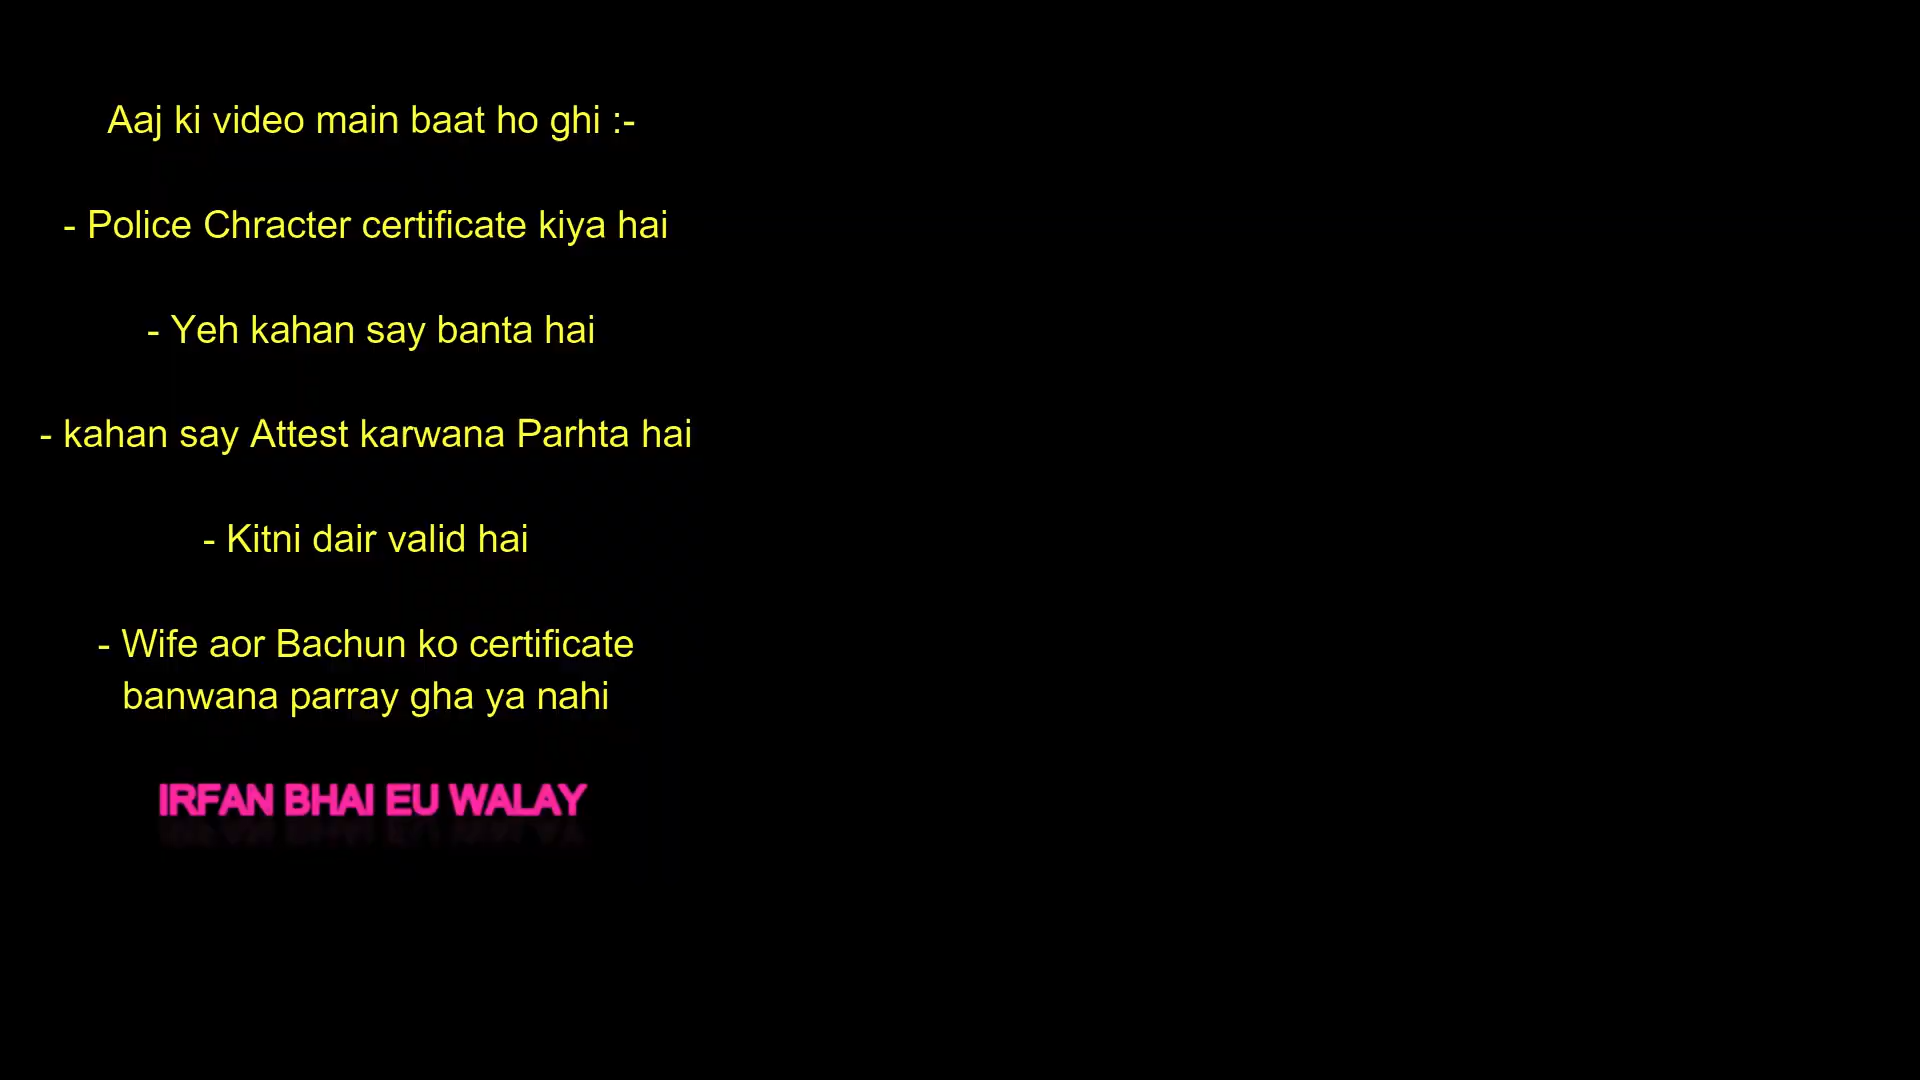 Aaj ki video main baat ho ghi :-
- Police Chracter certificate kiya hai
- Yeh kahan say banta hai
- kahan say Attest karwana Parhta hai
- Kitni dair valid hai
- Wife aor Bachun ko certificate
banwana parray gha ya nahi
IRFAN BHAI EU WALAY